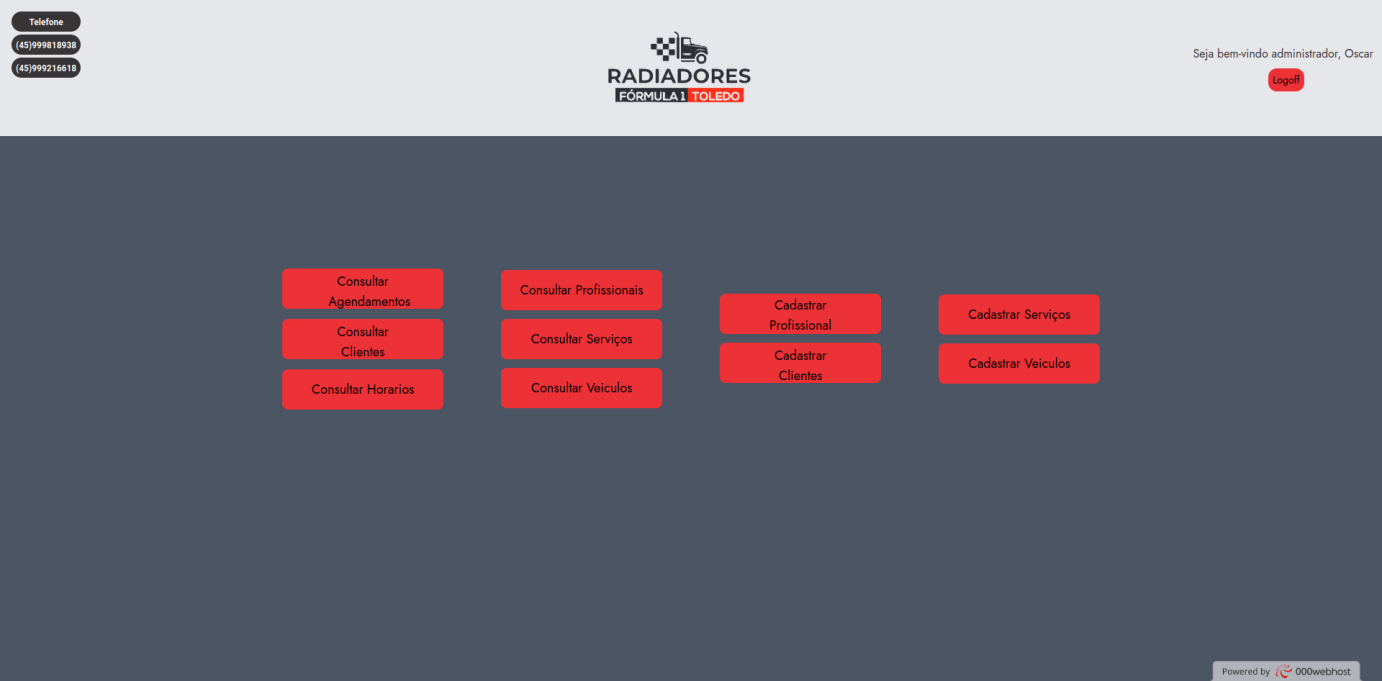 Telefone
(45)999818938
(45)999216618
RADIADORES
FÓRMULA 1 TOLEDO
Seja bem-vindo administrador, Oscar
Logoff
Consultar
Agendamentos
Consultar
Clientes
Consultar Horarios
Consultar Profissionais
Consultar Serviços
Consultar Veiculos
Cadastrar
Profissional
Cadastrar
Clientes
Cadastrar Serviços
Cadastrar Veiculos
Powered by 000webhost